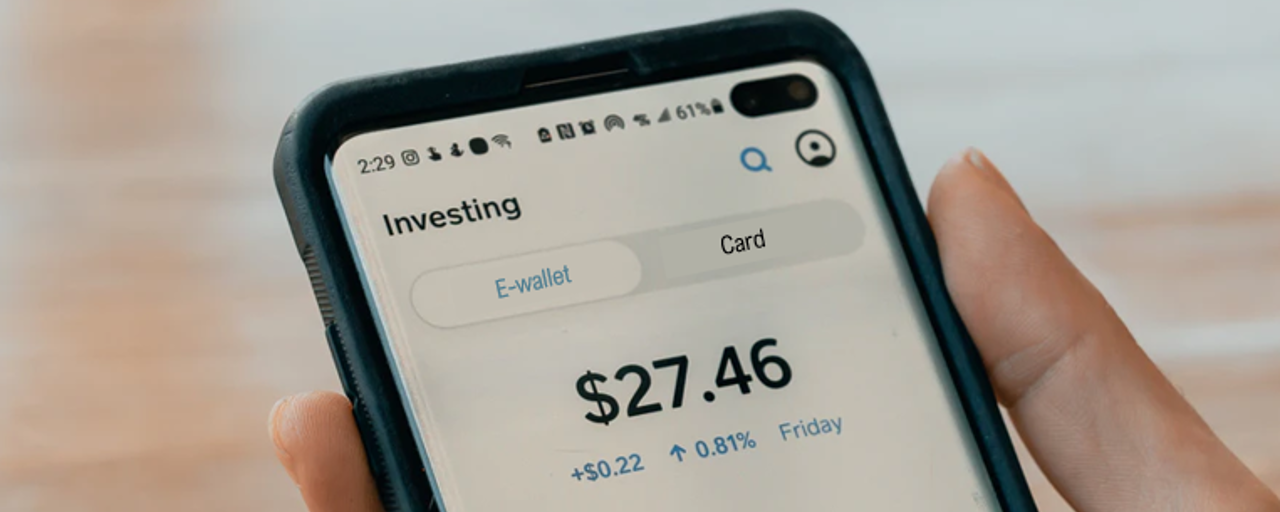 2:29 61%
Investing
E-wallet Card
$27.46
+$0.22 ↑ 0.81% Friday